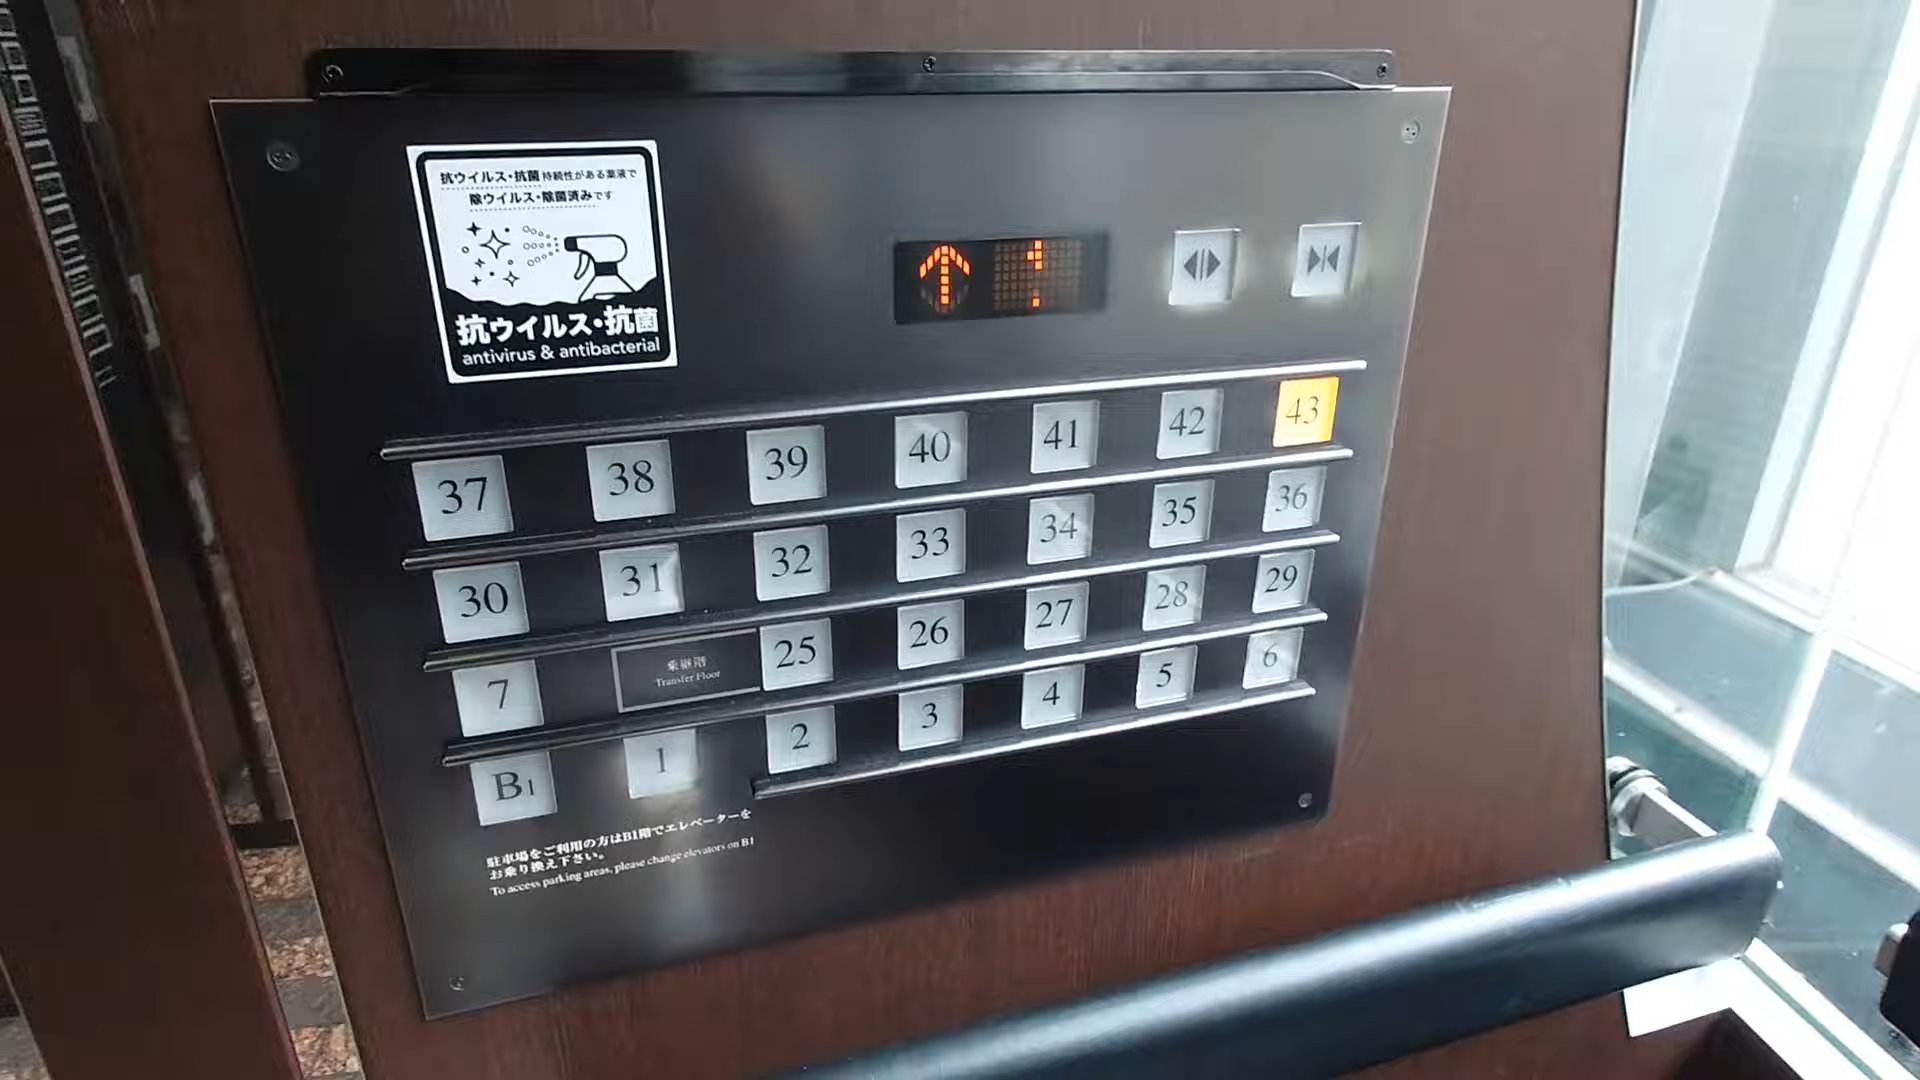 抗ウイルス・抗菌 持続性がある薬液で
除ウイルス・除菌済みです
抗ウイルス・抗菌
antivirus & antibacterial
1
37 38 39 40 41 42 43
30 31 32 33 34 35 36
7 乗継階 25 26 27 28 29
Transfer Floor
B1 1 2 3 4 5 6
駐車場をご利用の方はB1階でエレベーターを
お乗り換え下さい。
To access parking areas, please change elevators on B1